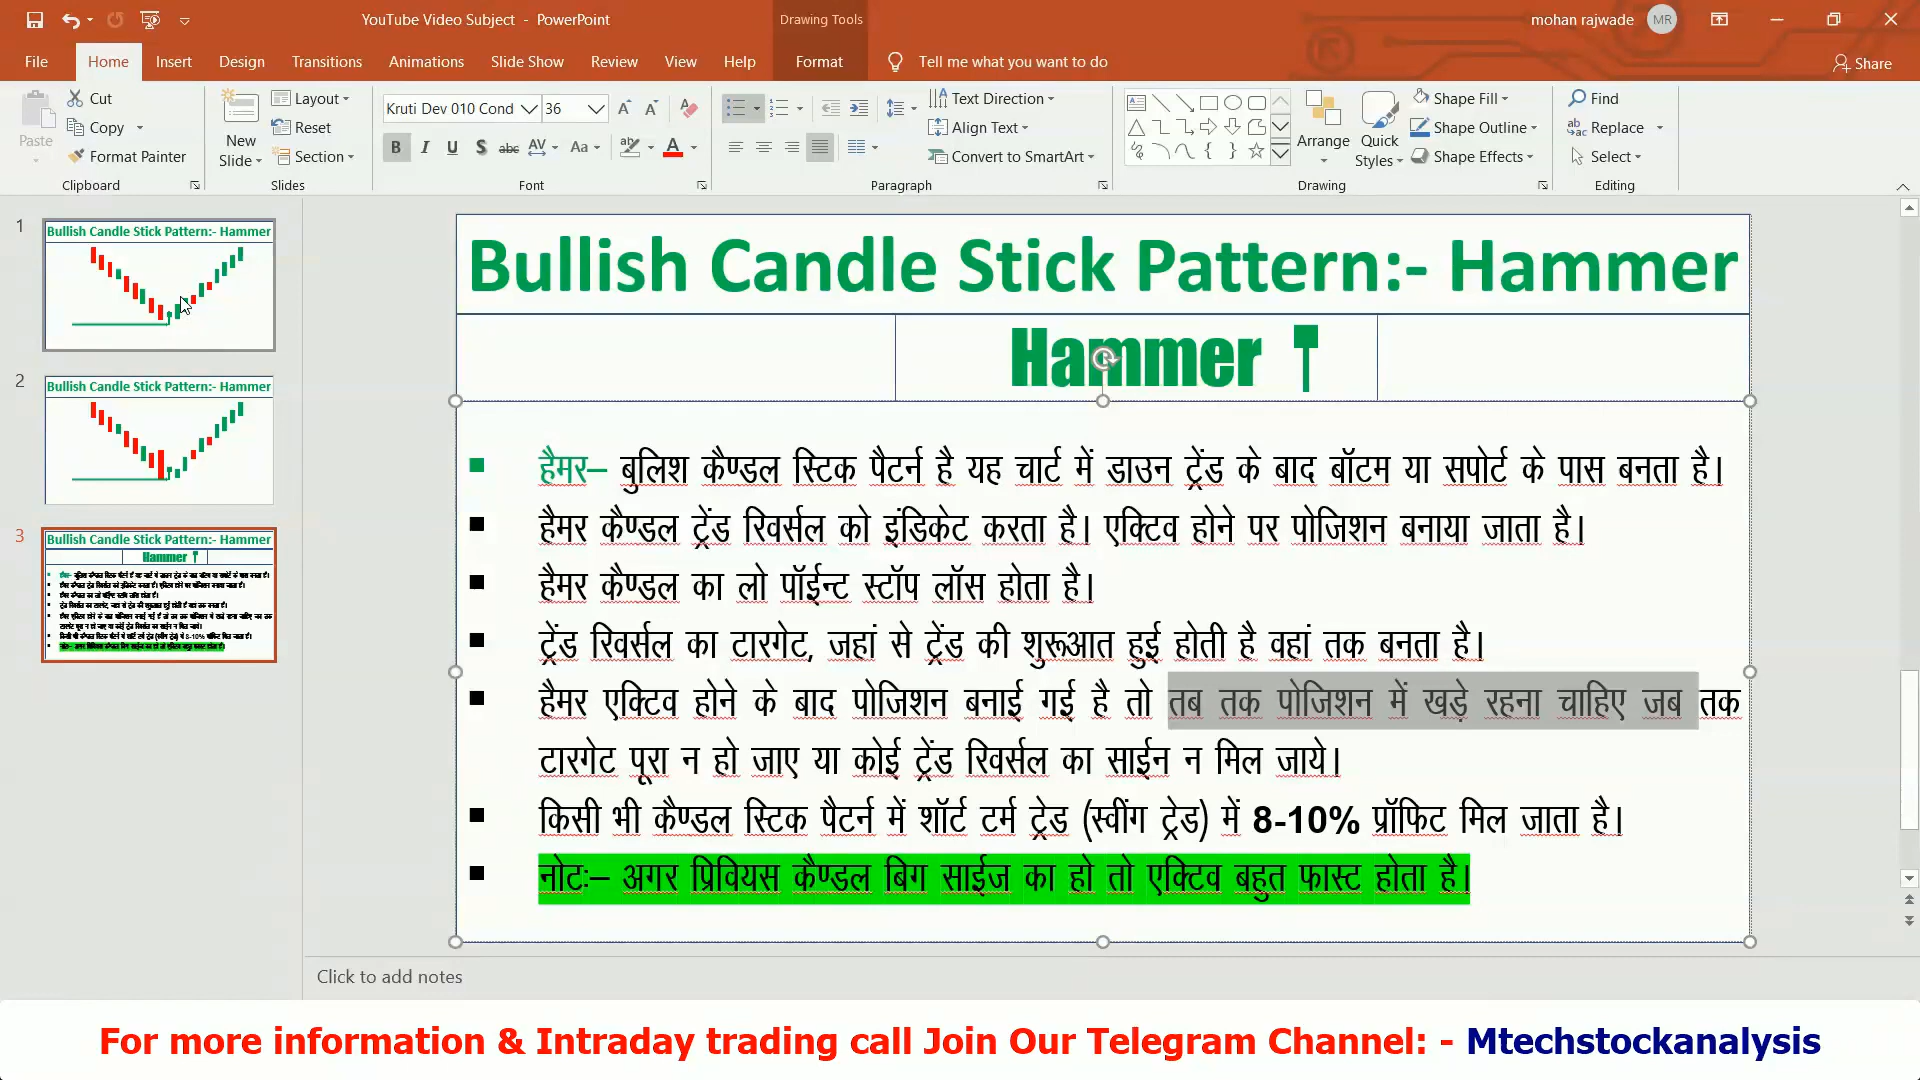 YouTube Video Subject - PowerPoint
Drawing Tools
mohan rajwade
MR
File
Home
Insert
Design
Transitions
Animations
Slide Show
Review
View
Help
Format
Tell me what you want to do
Share
Paste
Cut
Copy
Format Painter
Clipboard
New Slide
Layout
Reset
Section
Slides
Kruti Dev 010 Cond
36
Font
Text Direction
Align Text
Convert to SmartArt
Paragraph
Arrange
Quick Styles
Shape Fill
Shape Outline
Shape Effects
Drawing
Find
Replace
Select
Editing
1
Bullish Candle Stick Pattern:- Hammer
2
Bullish Candle Stick Pattern:- Hammer
3
Bullish Candle Stick Pattern:- Hammer
Hammer
Bullish Candle Stick Pattern:- Hammer
Hammer
हैमर– बुलिश कैण्डल स्टिक पैटर्न है यह चार्ट में डाउन ट्रेंड के बाद बॉटम या सपोर्ट के पास बनता है।
हैमर कैण्डल ट्रेंड रिवर्सल को इंडिकेट करता है। एक्टिव होने पर पोजिशन बनाया जाता है।
हैमर कैण्डल का लो पॉईन्ट स्टॉप लॉस होता है।
ट्रेंड रिवर्सल का टारगेट, जहां से ट्रेंड की शुरूआत हुई होती है वहां तक बनता है।
हैमर एक्टिव होने के बाद पोजिशन बनाई गई है तो तब तक पोजिशन में खड़े रहना चाहिए जब तक
टारगेट पूरा न हो जाए या कोई ट्रेंड रिवर्सल का साईन न मिल जाये।
किसी भी कैण्डल स्टिक पैटर्न में शॉर्ट टर्म ट्रेड (स्वींग ट्रेड) में 8-10% प्रॉफिट मिल जाता है।
नोटः– अगर प्रिवियस कैण्डल बिग साईज का हो तो एक्टिव बहुत फास्ट होता है।
Click to add notes
For more information & Intraday trading call Join Our Telegram Channel: - Mtechstockanalysis